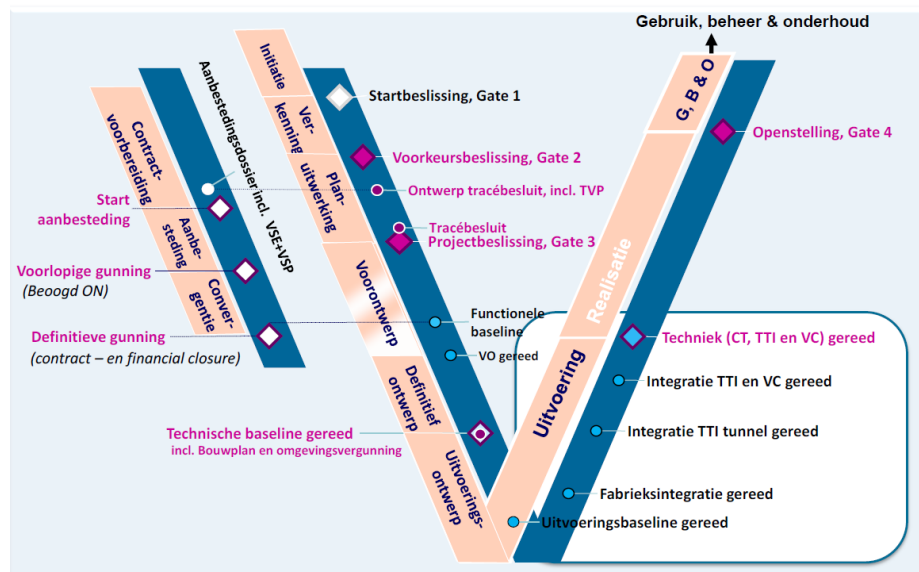 Gebruik, beheer & onderhoud
G, B & O
Initiatie
Ver-
kenning
Plan-
uitwerking
Voorontwerp
Definitief
ontwerp
Uitvoerings-
ontwerp
Uitvoering
Realisatie
Contract-
voorbereiding
Aanbe-
steding
Conver-
gentie
Aanbestedingsdossier incl. VSE+VSP
Start
aanbesteding
Voorlopige gunning
(Beoogd ON)
Definitieve gunning
(contract – en financial closure)
Technische baseline gereed
incl. Bouwplan en omgevingsvergunning
Startbeslissing, Gate 1
Voorkeursbeslissing, Gate 2
Ontwerp tracébesluit, incl. TVP
Tracébesluit
Projectbeslissing, Gate 3
Functionele
baseline
VO gereed
Openstelling, Gate 4
Techniek (CT, TTI en VC) gereed
Integratie TTI en VC gereed
Integratie TTI tunnel gereed
Fabrieksintegratie gereed
Uitvoeringsbaseline gereed